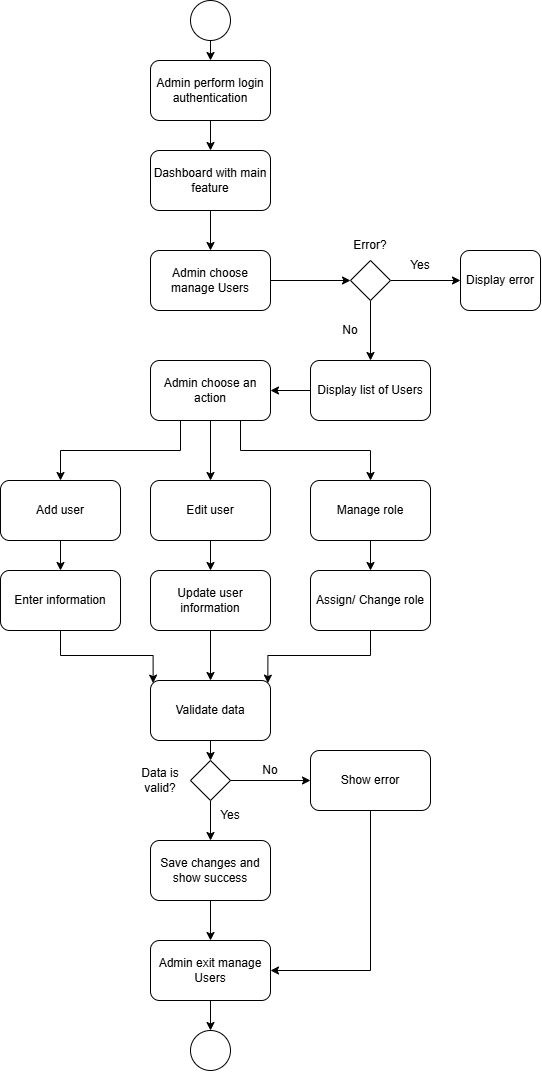 Admin perform login
authentication
Dashboard with main
feature
Admin choose
manage Users
Error?
Yes
Display error
No
Display list of Users
Admin choose an
action
Add user
Edit user
Manage role
Enter information
Update user
information
Assign/ Change role
Validate data
Data is
valid?
No
Show error
Yes
Save changes and
show success
Admin exit manage
Users